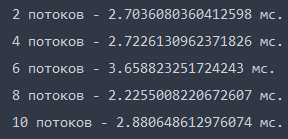 2 потоков - 2.7036080360412598 мс.
4 потоков - 2.7226130962371826 мс.
6 потоков - 3.658823251724243 мс.
8 потоков - 2.2255008220672607 мс.
10 потоков - 2.880648612976074 мс.